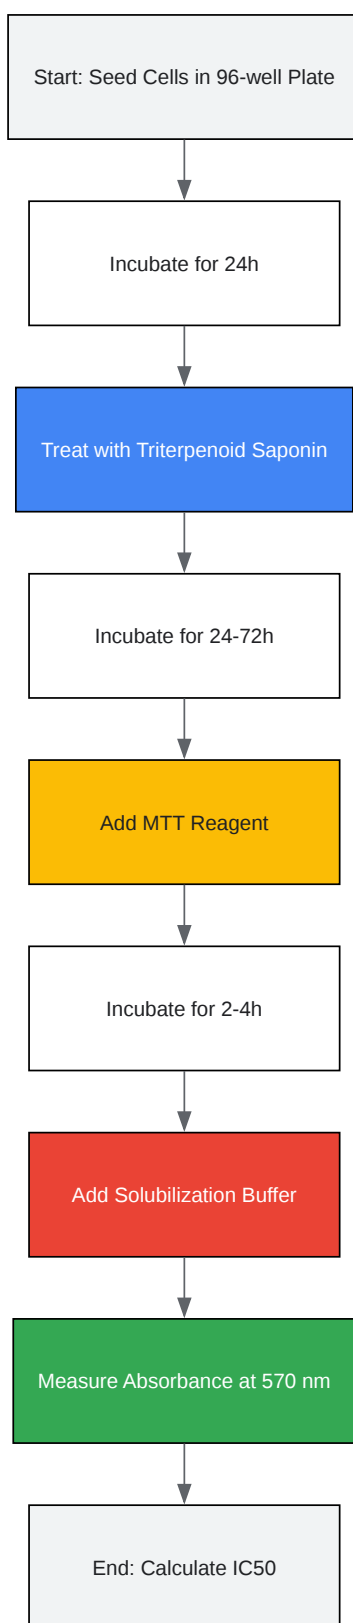 Start: Seed Cells in 96-well Plate
Incubate for 24h
Treat with Triterpenoid Saponin
Incubate for 24-72h
Add MTT Reagent
Incubate for 2-4h
Add Solubilization Buffer
Measure Absorbance at 570 nm
End: Calculate IC50